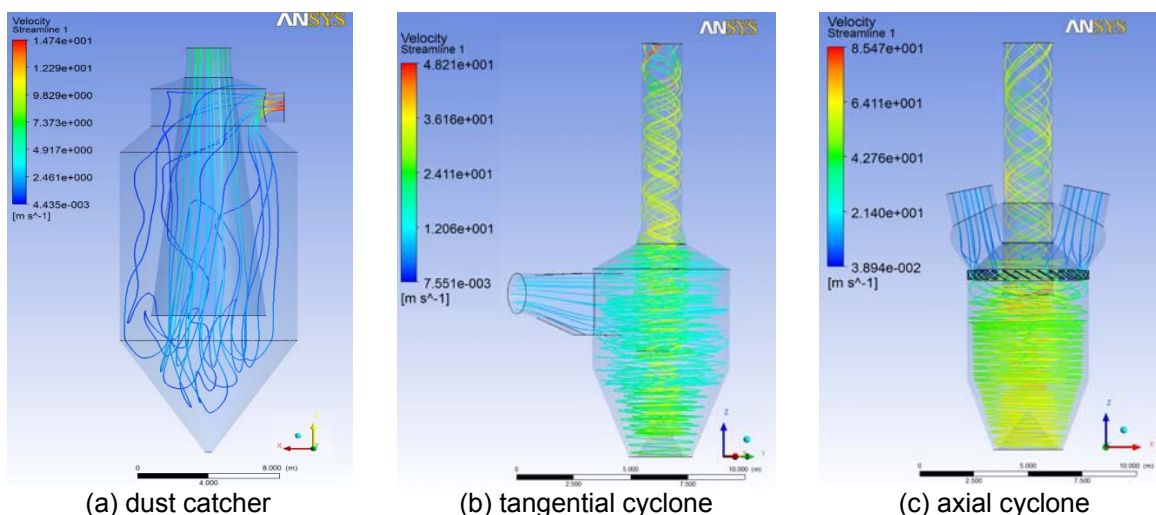 Velocity
Streamline 1
ANSYS
1.474e+001
1.229e+001
9.829e+000
7.373e+000
4.917e+000
2.461e+000
4.435e-003
[m s^-1]
X
0 8.000 (m)
4.000
(a) dust catcher
Velocity
Streamline 1
ANSYS
4.821e+001
3.616e+001
2.411e+001
1.206e+001
7.551e-003
[m s^-1]
Z
Y
0 5.000 10.000 (m)
2.500 7.500
(b) tangential cyclone
Velocity
Streamline 1
ANSYS
8.547e+001
6.411e+001
4.276e+001
2.140e+001
3.894e-002
[m s^-1]
Z
X
0 5.000 10.000 (m)
2.500 7.500
(c) axial cyclone